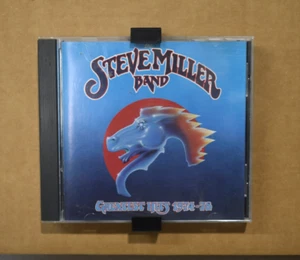 STEVE MILLER
BAND
GREATEST HITS 1974-78